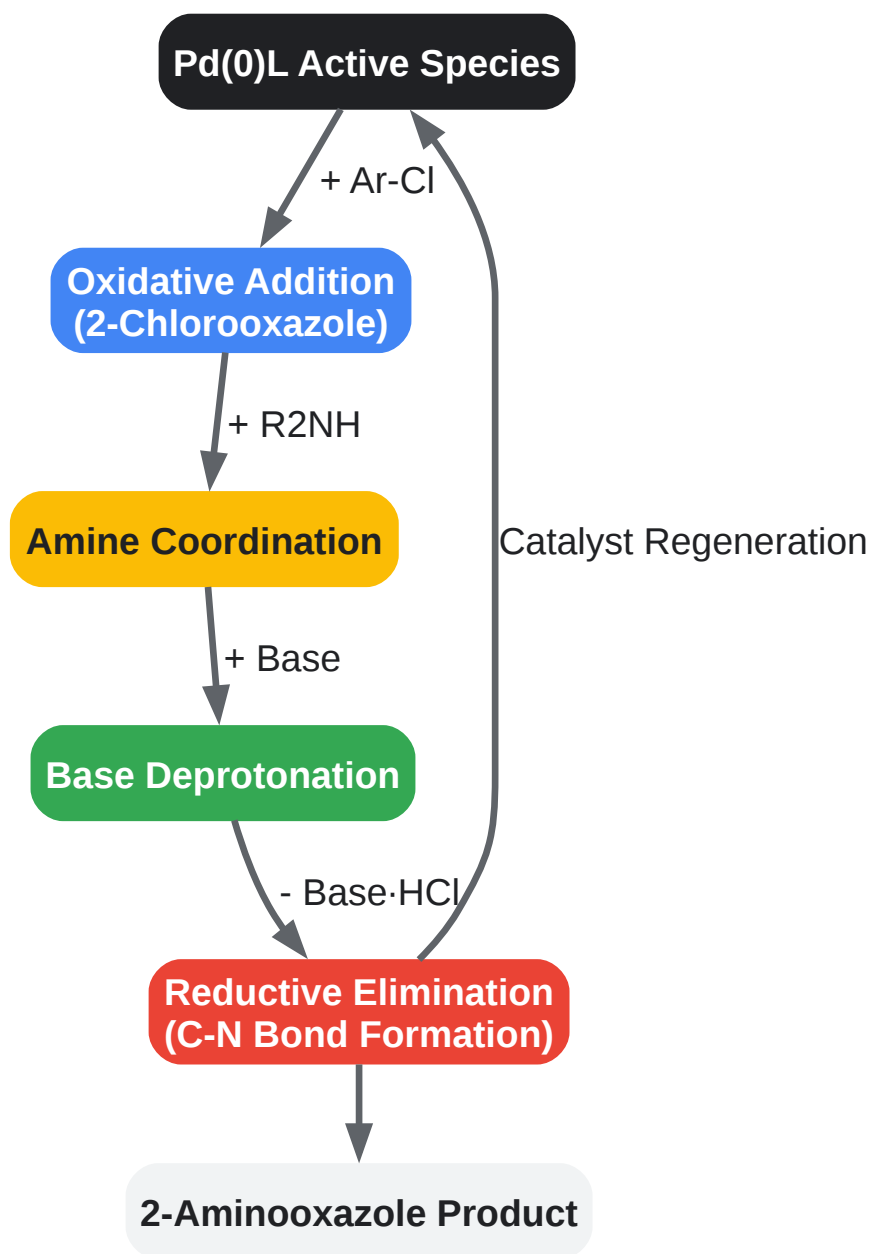 Pd(0)L Active Species
+ Ar-Cl
Oxidative Addition
(2-Chlorooxazole)
+ R2NH
Amine Coordination
Catalyst Regeneration
+ Base
Base Deprotonation
- Base·HCl
Reductive Elimination
(C-N Bond Formation)
2-Aminooxazole Product